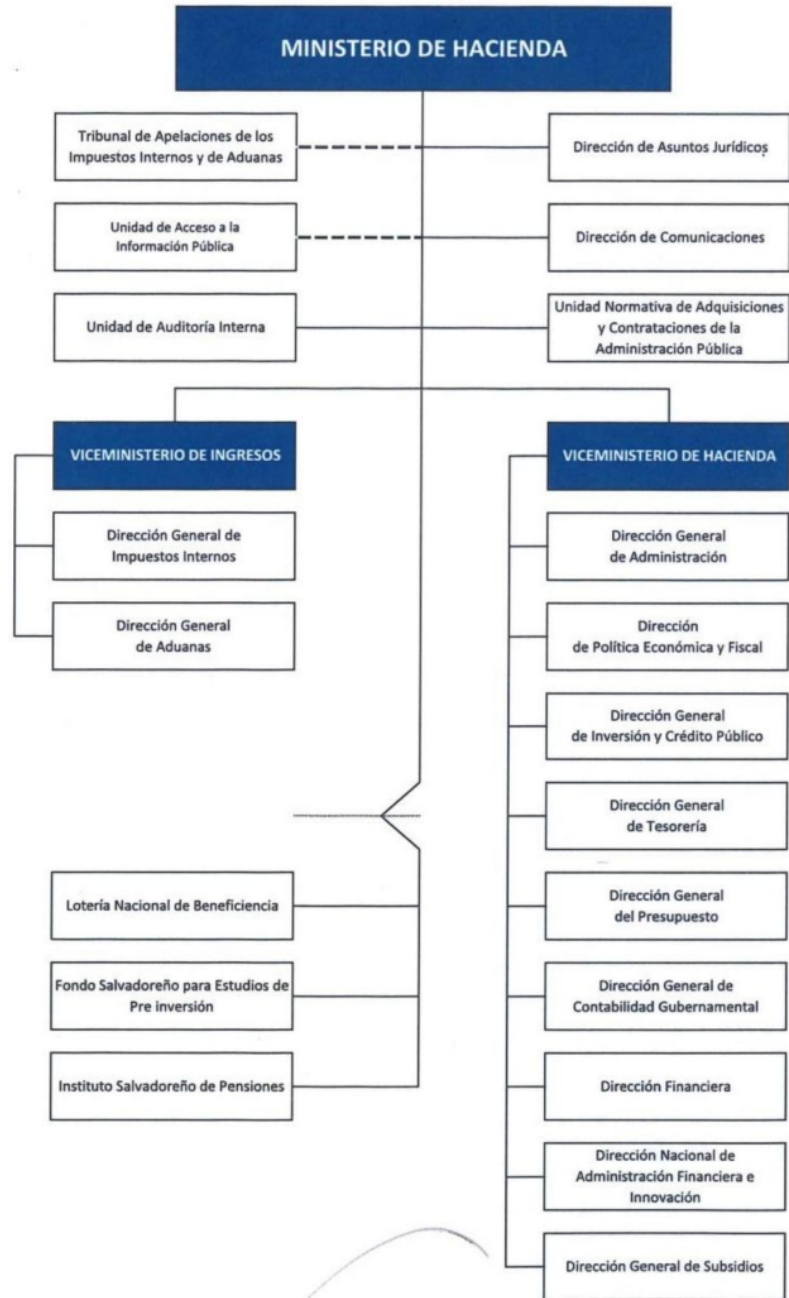 MINISTERIO DE HACIENDA
Tribunal de Apelaciones de los
Impuestos Internos y de Aduanas
Dirección de Asuntos Jurídicos
Unidad de Acceso a la
Información Pública
Dirección de Comunicaciones
Unidad de Auditoría Interna
Unidad Normativa de Adquisiciones
y Contrataciones de la
Administración Pública
VICEMINISTERIO DE INGRESOS
Dirección General de
Impuestos Internos
Dirección General
de Aduanas
VICEMINISTERIO DE HACIENDA
Dirección General
de Administración
Dirección
de Política Económica y Fiscal
Dirección General
de Inversión y Crédito Público
Dirección General
de Tesorería
Dirección General
del Presupuesto
Dirección General de
Contabilidad Gubernamental
Dirección Financiera
Dirección Nacional de
Administración Financiera e
Innovación
Dirección General de Subsidios
Lotería Nacional de Beneficiencia
Fondo Salvadoreño para Estudios de
Pre inversión
Instituto Salvadoreño de Pensiones